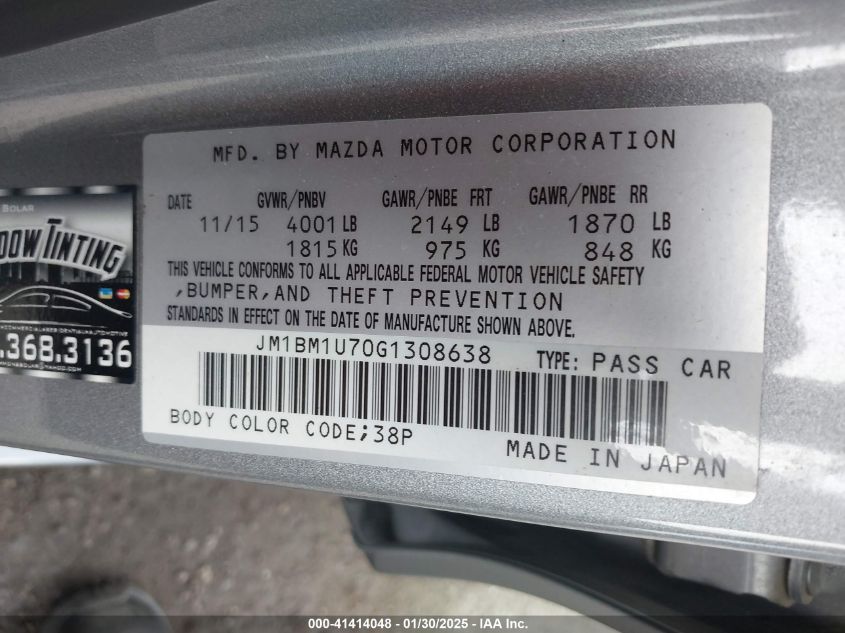 MFD. BY MAZDA MOTOR CORPORATION
DATE GVWR/PNBV GAWR/PNBE FRT GAWR/PNBE RR
11/15 4001 LB 2149 LB 1870 LB
1815 KG 975 KG 848 KG
THIS VEHICLE CONFORMS TO ALL APPLICABLE FEDERAL MOTOR VEHICLE SAFETY
,BUMPER,AND THEFT PREVENTION
STANDARDS IN EFFECT ON THE DATE OF MANUFACTURE SHOWN ABOVE.
JM1BM1U70G1308638 TYPE: PASS CAR
BODY COLOR CODE;38P
MADE IN JAPAN
SOLAR
DOW TINTING
.368.3136
000-41414048 - 01/30/2025 - IAA Inc.